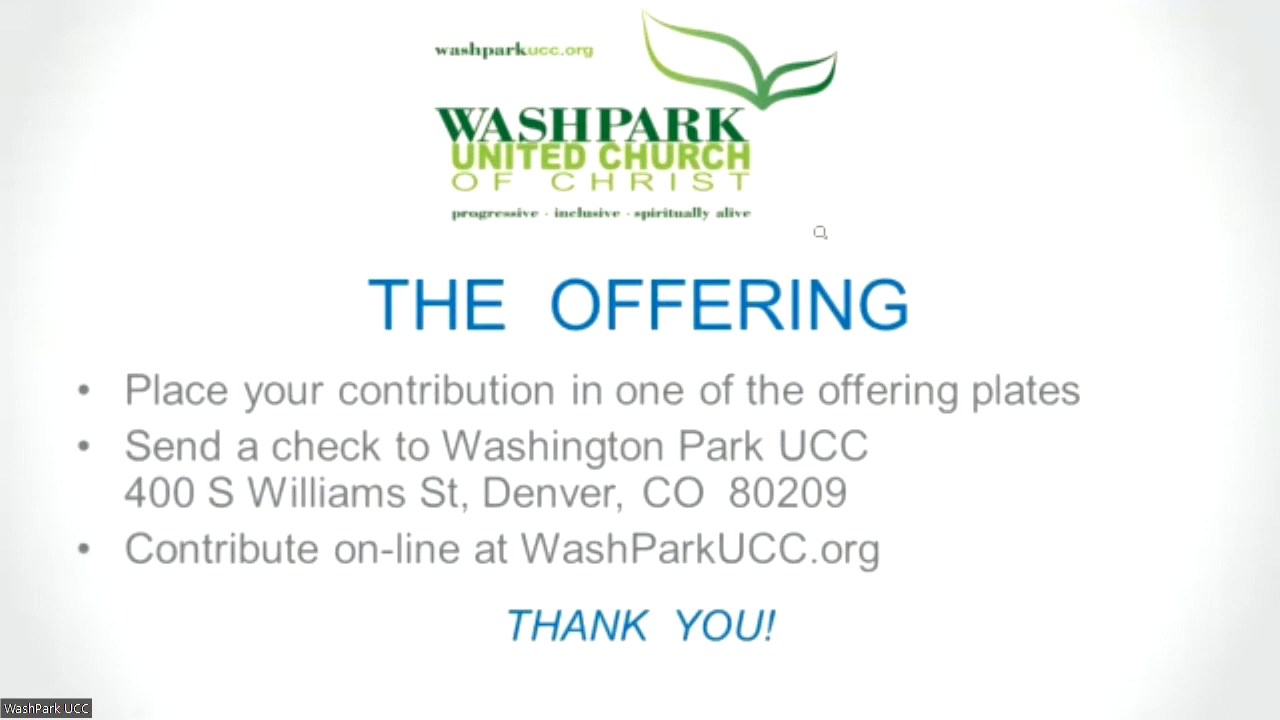 washparkucc.org
WASHPARK
UNITED CHURCH
OF CHRIST
progressive · inclusive · spiritually alive
THE OFFERING
• Place your contribution in one of the offering plates
• Send a check to Washington Park UCC
400 S Williams St, Denver, CO 80209
• Contribute on-line at WashParkUCC.org
THANK YOU!
WashPark UCC